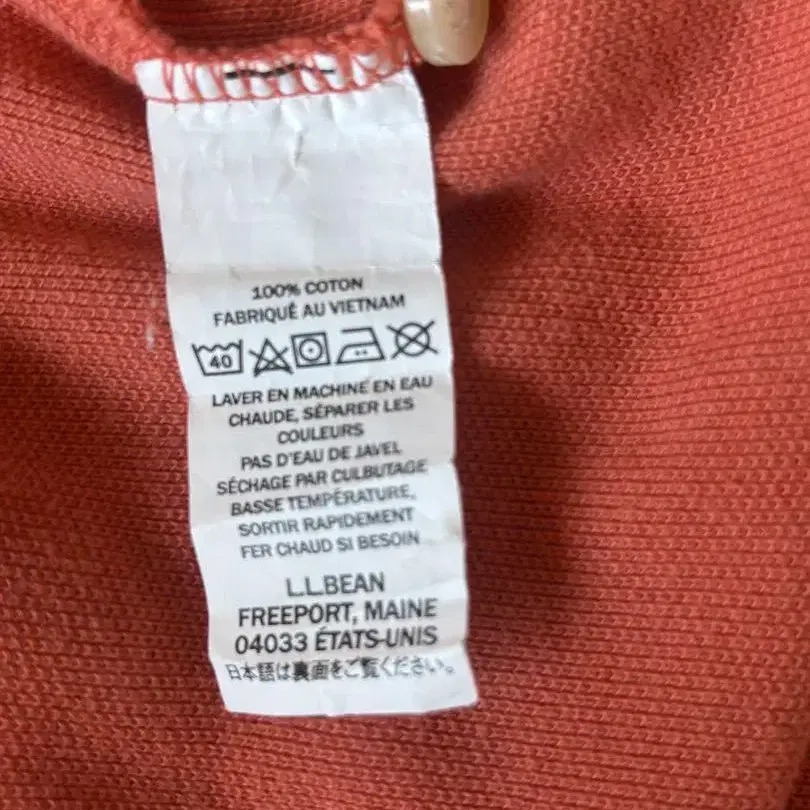 100% COTON
FABRIQUÉ AU VIETNAM
40
LAVER EN MACHINE EN EAU
CHAUDE, SÉPARER LES
COULEURS
PAS D'EAU DE JAVEL
SÉCHAGE PAR CULBUTAGE
BASSE TEMPÉRATURE,
SORTIR RAPIDEMENT
FER CHAUD SI BESOIN
L.L.BEAN
FREEPORT, MAINE
04033 ÉTATS-UNIS
日本語は裏面をご覧ください。